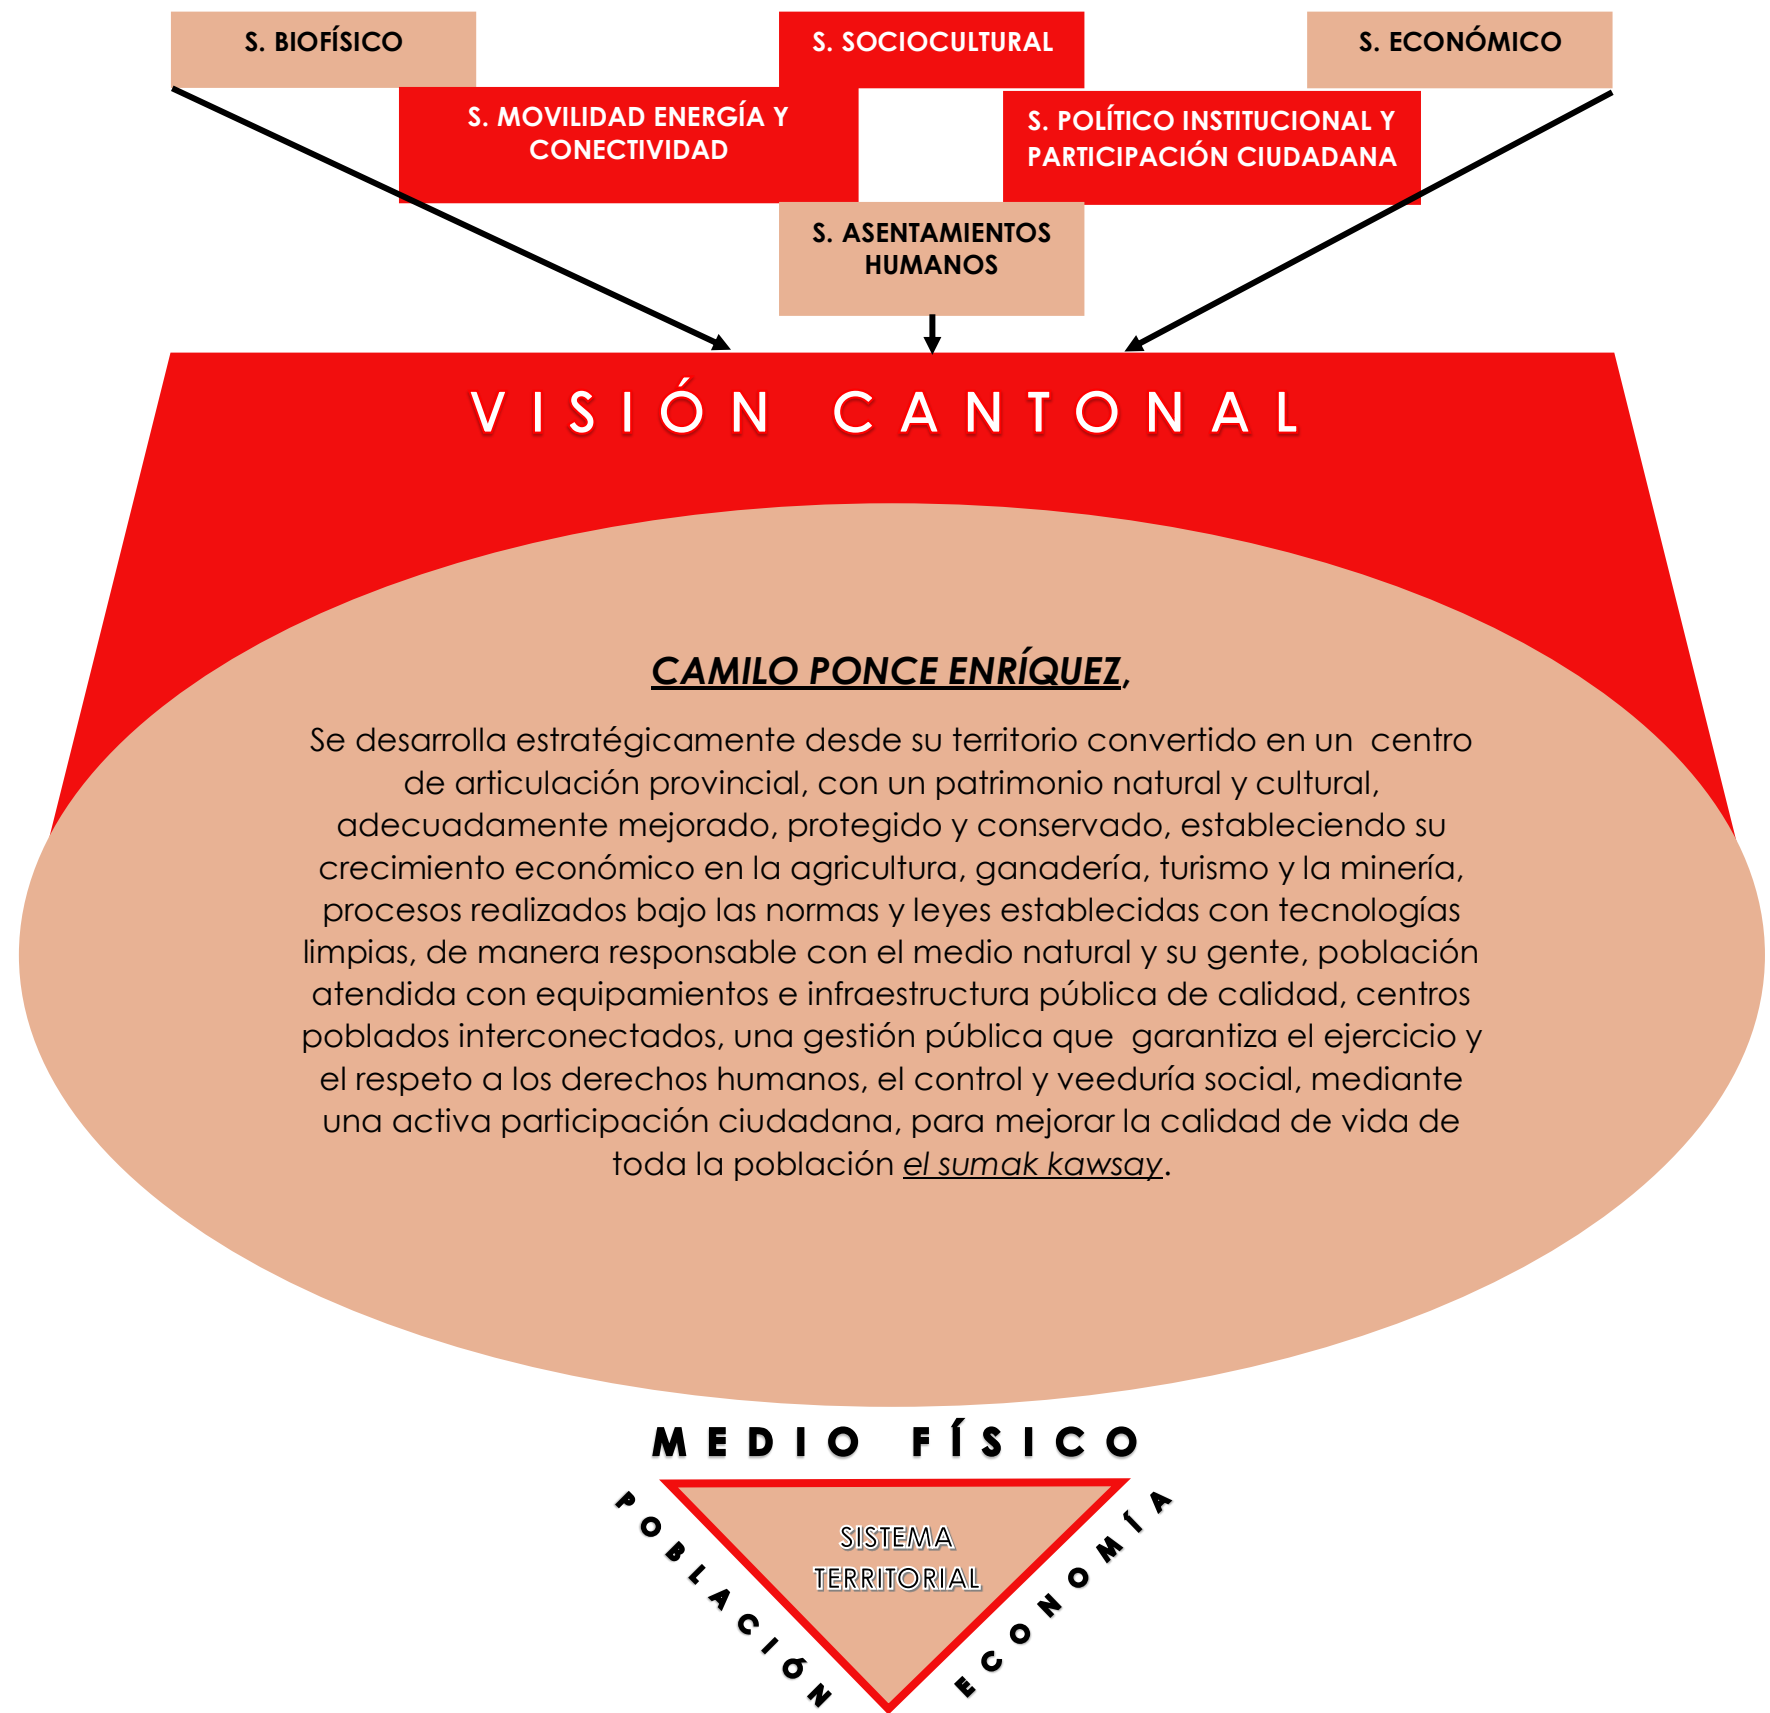 S. BIOFÍSICO
S. SOCIOCULTURAL
S. ECONÓMICO
S. MOVILIDAD ENERGÍA Y
CONECTIVIDAD
S. POLÍTICO INSTITUCIONAL Y
PARTICIPACIÓN CIUDADANA
S. ASENTAMIENTOS
HUMANOS
VISIÓN CANTONAL
CAMILO PONCE ENRÍQUEZ,
Se desarrolla estratégicamente desde su territorio convertido en un centro
de articulación provincial, con un patrimonio natural y cultural,
adecuadamente mejorado, protegido y conservado, estableciendo su
crecimiento económico en la agricultura, ganadería, turismo y la minería,
procesos realizados bajo las normas y leyes establecidas con tecnologías
limpias, de manera responsable con el medio natural y su gente, población
atendida con equipamientos e infraestructura pública de calidad, centros
poblados interconectados, una gestión pública que garantiza el ejercicio y
el respeto a los derechos humanos, el control y veeduría social, mediante
una activa participación ciudadana, para mejorar la calidad de vida de
toda la población el sumak kawsay.
MEDIO FÍSICO
POBLACIÓN
SISTEMA
TERRITORIAL
ECONOMÍA